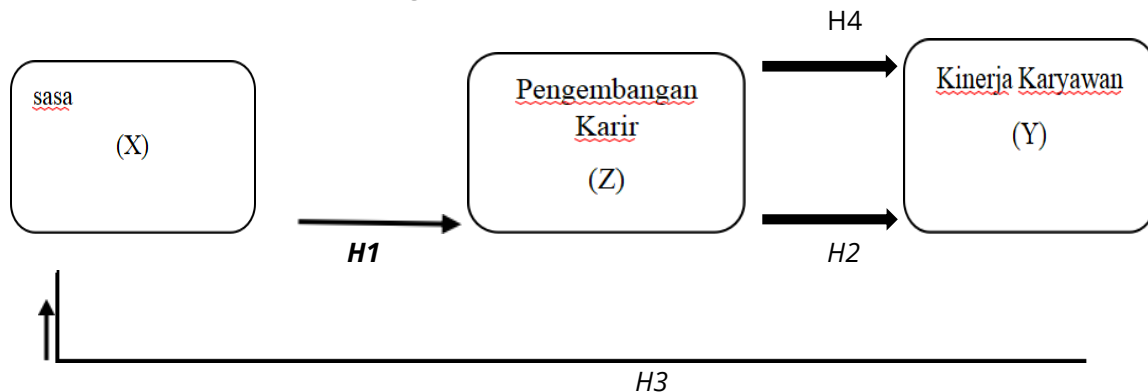 H4
sasa
(X)
Pengembangan
Karir
(Z)
Kinerja Karyawan
(Y)
H1
H2
H3